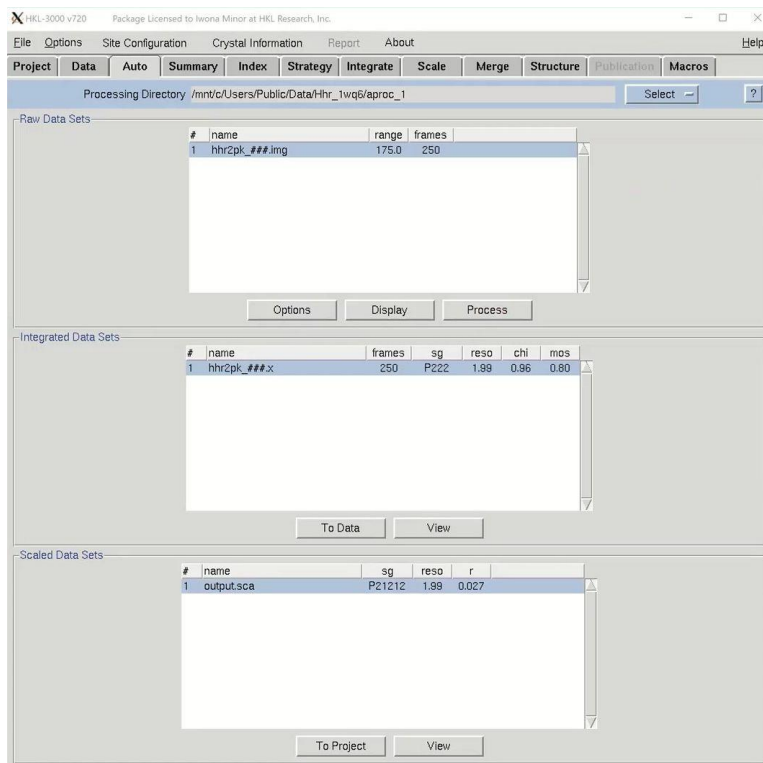 HKL-3000 v720 Package Licensed to Iwona Minor at HKL Research, Inc.
File Options Site Configuration Crystal Information Report About Help
Project Data Auto Summary Index Strategy Integrate Scale Merge Structure Publication Macros
Processing Directory /mnt/c/Users/Public/Data/Hhr_1wq6/aproc_1 Select ?
Raw Data Sets
# name range frames
1 hhr2pk_###.img 175.0 250
Options Display Process
Integrated Data Sets
# name frames sg reso chi mos
1 hhr2pk_###.x 250 P222 1.99 0.96 0.80
To Data View
Scaled Data Sets
# name sg reso r
1 output.sca P21212 1.99 0.027
To Project View